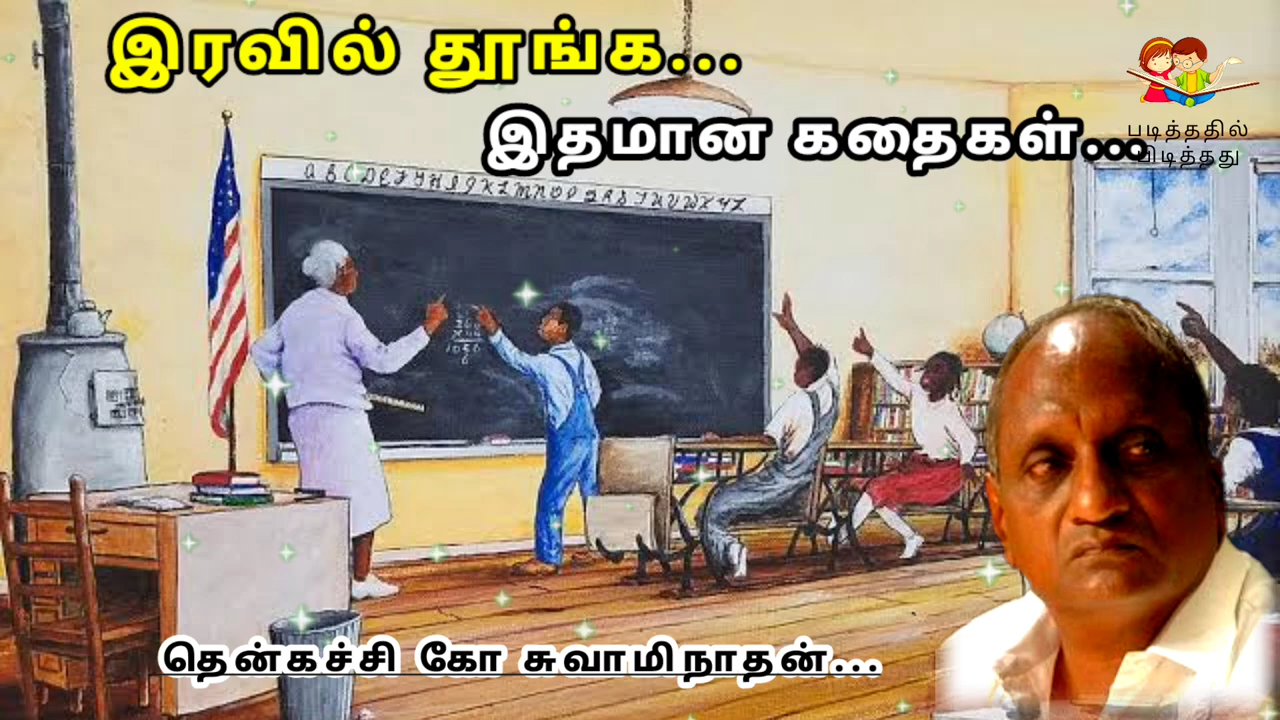 இரவில் தூங்க...
இதமான கதைகள்...
படித்ததில்
பிடித்தது
A B C D E F G H I J K L M N O P Q R S T U V W X Y Z
தென்கச்சி கோ சுவாமிநாதன்...